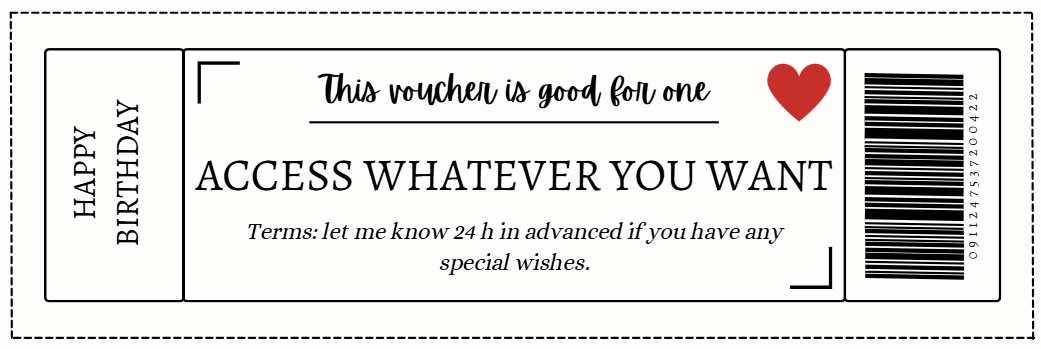 HAPPY
BIRTHDAY
This voucher is good for one
ACCESS WHATEVER YOU WANT
Terms: let me know 24 h in advanced if you have any
special wishes.
0911247537200422